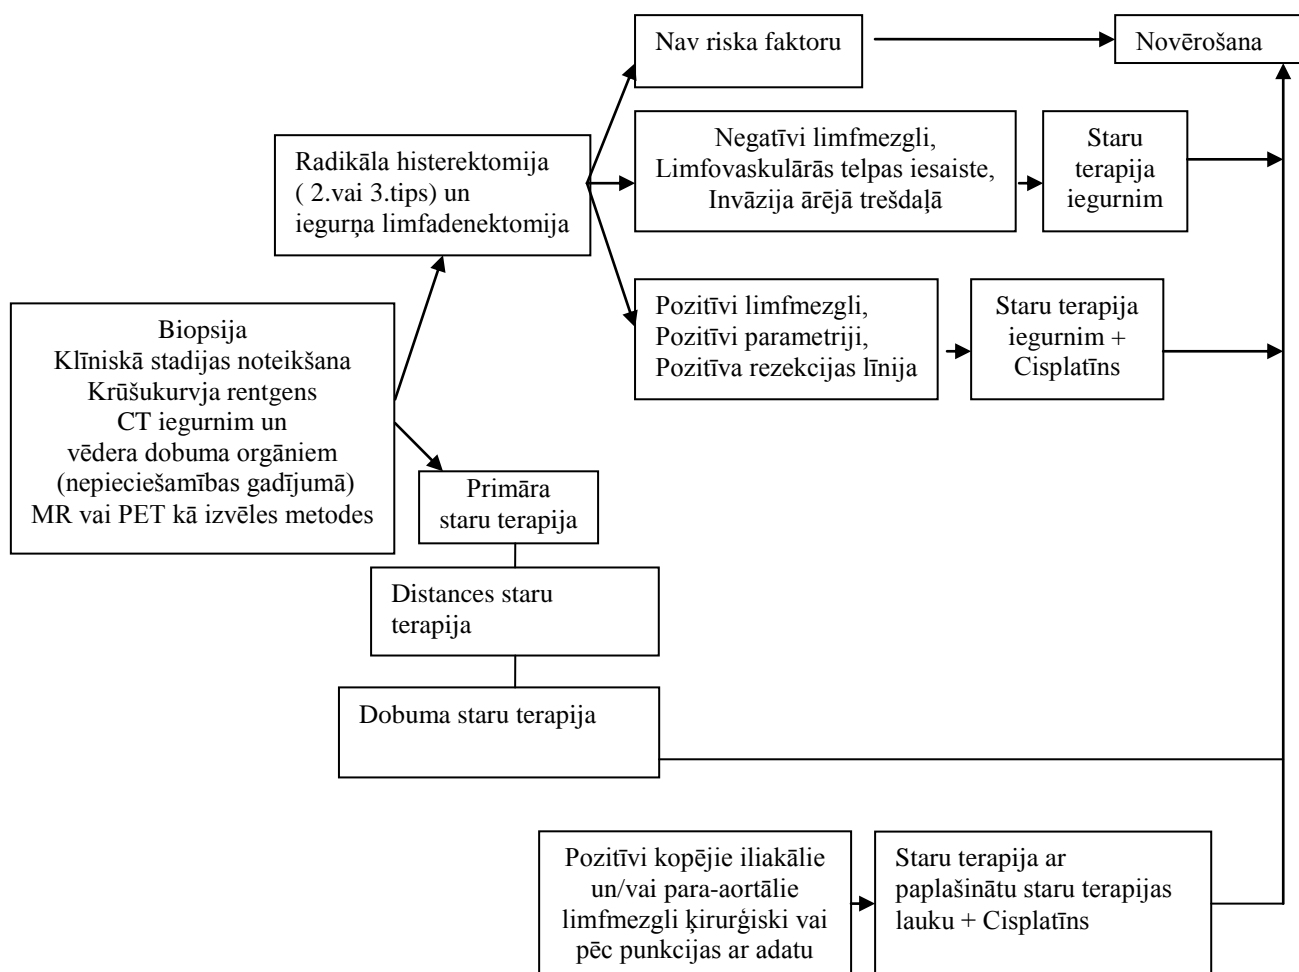 Nav riska faktoru
Novērošana
Negatīvi limfmezgli,
Limfovaskulārās telpas iesaiste,
Invāzija ārējā trešdaļā
Staru
terapija
iegurnim
Radikāla histerektomija
( 2.vai 3.tips) un
iegurņa limfadenektomija
Pozitīvi limfmezgli,
Pozitīvi parametriji,
Pozitīva rezekcijas līnija
Staru terapija
iegurnim +
Cisplatīns
Biopsija
Klīniskā stadijas noteikšana
Krūšukurvja rentgens
CT iegurnim un
vēdera dobuma orgāniem
(nepieciešamības gadījumā)
MR vai PET kā izvēles metodes
Primāra
staru terapija
Distances staru
terapija
Dobuma staru terapija
Pozitīvi kopējie iliakālie
un/vai para-aortālie
limfmezgli ķirurģiski vai
pēc punkcijas ar adatu
Staru terapija ar
paplašinātu staru terapijas
lauku + Cisplatīns